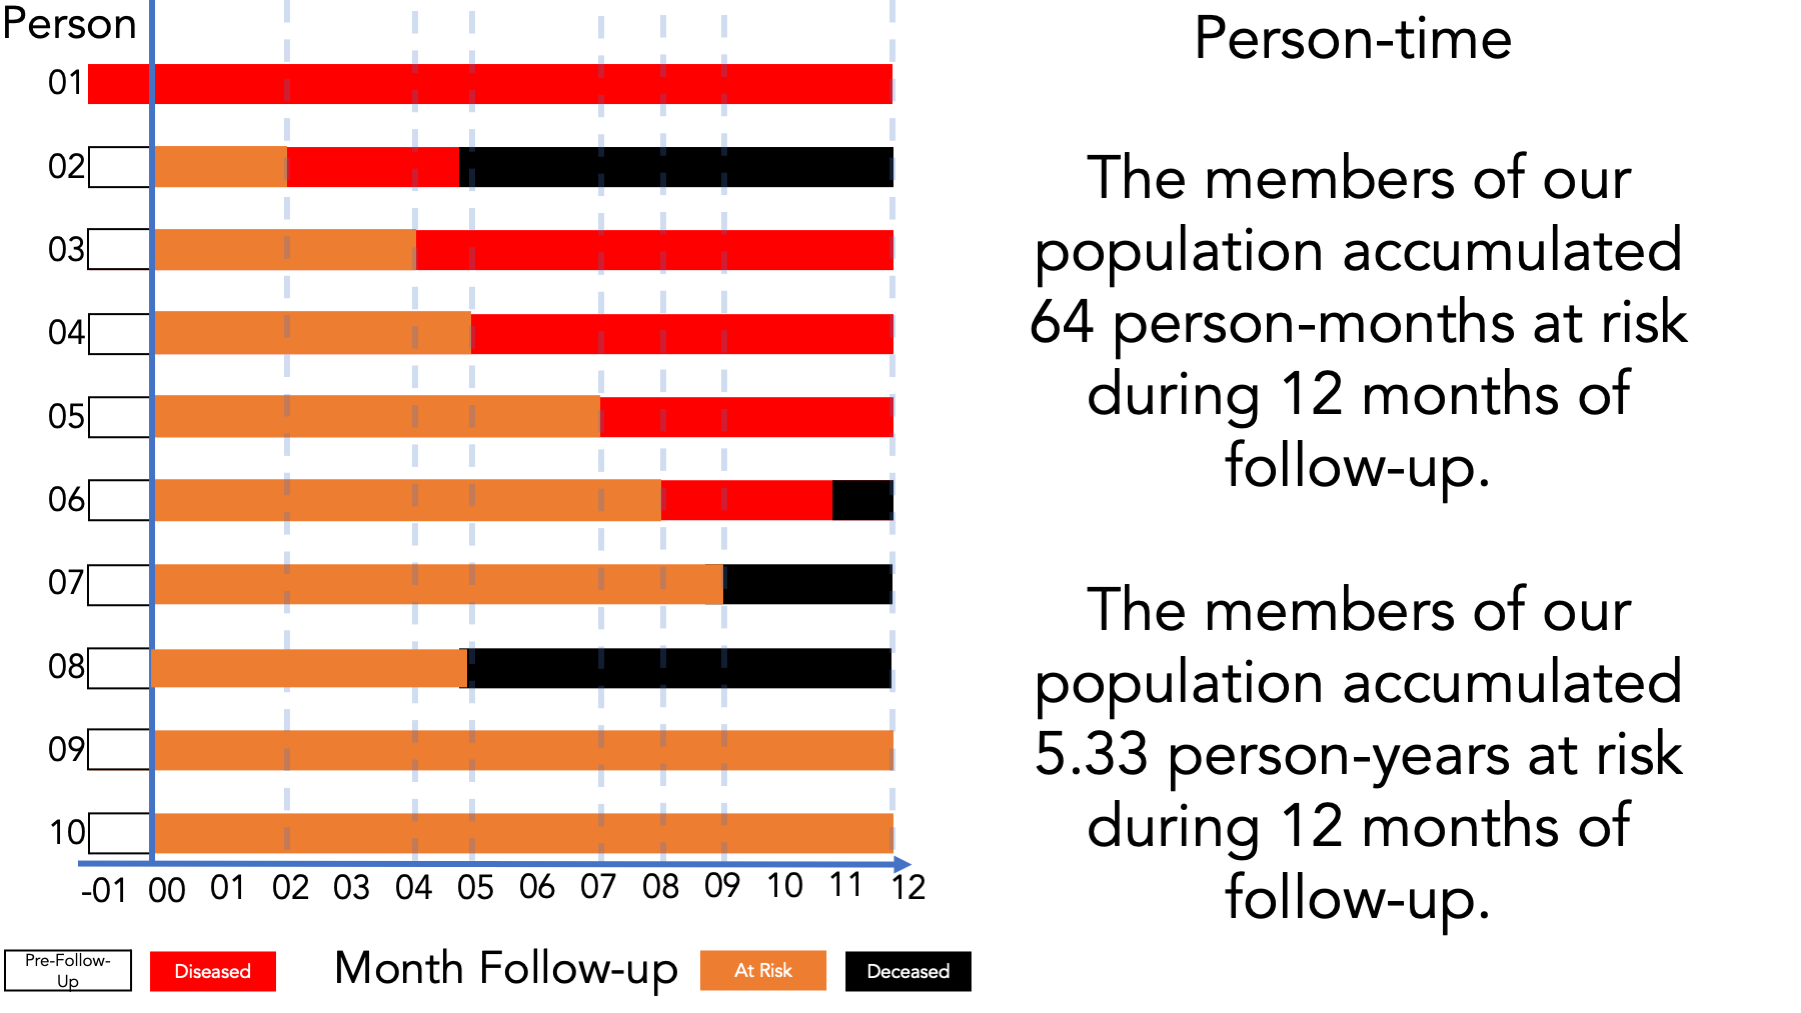 Person
01
02
03
04
05
06
07
08
09
10
-01 00 01 02 03 04 05 06 07 08 09 10 11 12
Pre-Follow-
Up
Diseased
Month Follow-up
At Risk
Deceased
Person-time
The members of our
population accumulated
64 person-months at risk
during 12 months of
follow-up.
The members of our
population accumulated
5.33 person-years at risk
during 12 months of
follow-up.